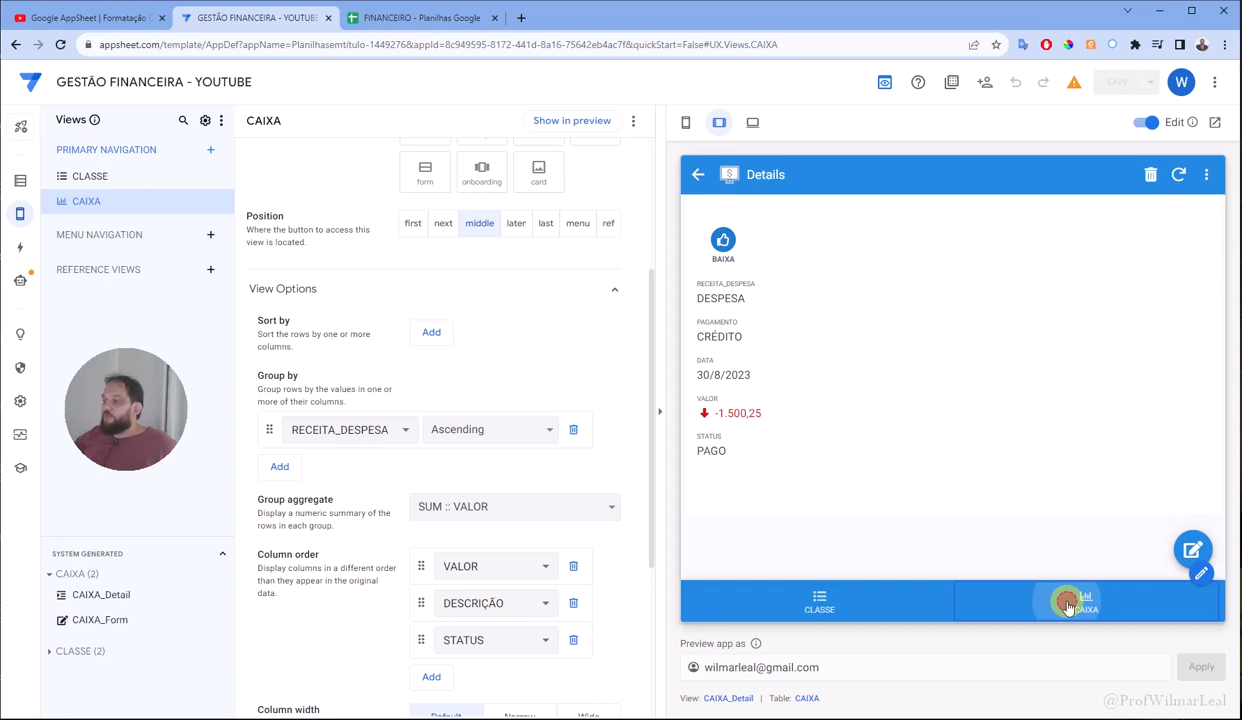 Google AppSheet | Formatação C
GESTÃO FINANCEIRA - YOUTUBE
FINANCEIRO - Planilhas Google
appsheet.com/template/AppDef?appName=Planilhasemtítulo-1449276&appId=8c949595-8172-441d-8a16-75642eb4ac7f&quickStart=False#UX.Views.CAIXA
GESTÃO FINANCEIRA - YOUTUBE
SAVE
W
Views
PRIMARY NAVIGATION
CLASSE
CAIXA
MENU NAVIGATION
REFERENCE VIEWS
SYSTEM GENERATED
CAIXA (2)
CAIXA_Detail
CAIXA_Form
CLASSE (2)
CAIXA
Show in preview
form
onboarding
card
Position
Where the button to access this
view is located.
first
next
middle
later
last
menu
ref
View Options
Sort by
Sort the rows by one or more
columns.
Add
Group by
Group rows by the values in one or
more of their columns.
RECEITA_DESPESA
Ascending
Add
Group aggregate
Display a numeric summary of the
rows in each group.
SUM :: VALOR
Column order
Display columns in a different order
than they appear in the original
data.
VALOR
DESCRIÇÃO
STATUS
Add
Column width
Default
Narrow
Wide
Edit
Details
BAIXA
RECEITA_DESPESA
DESPESA
PAGAMENTO
CRÉDITO
DATA
30/8/2023
VALOR
-1.500,25
STATUS
PAGO
CLASSE
CAIXA
Preview app as
wilmarleal@gmail.com
Apply
View: CAIXA_Detail | Table: CAIXA
@ProfWilmarLeal